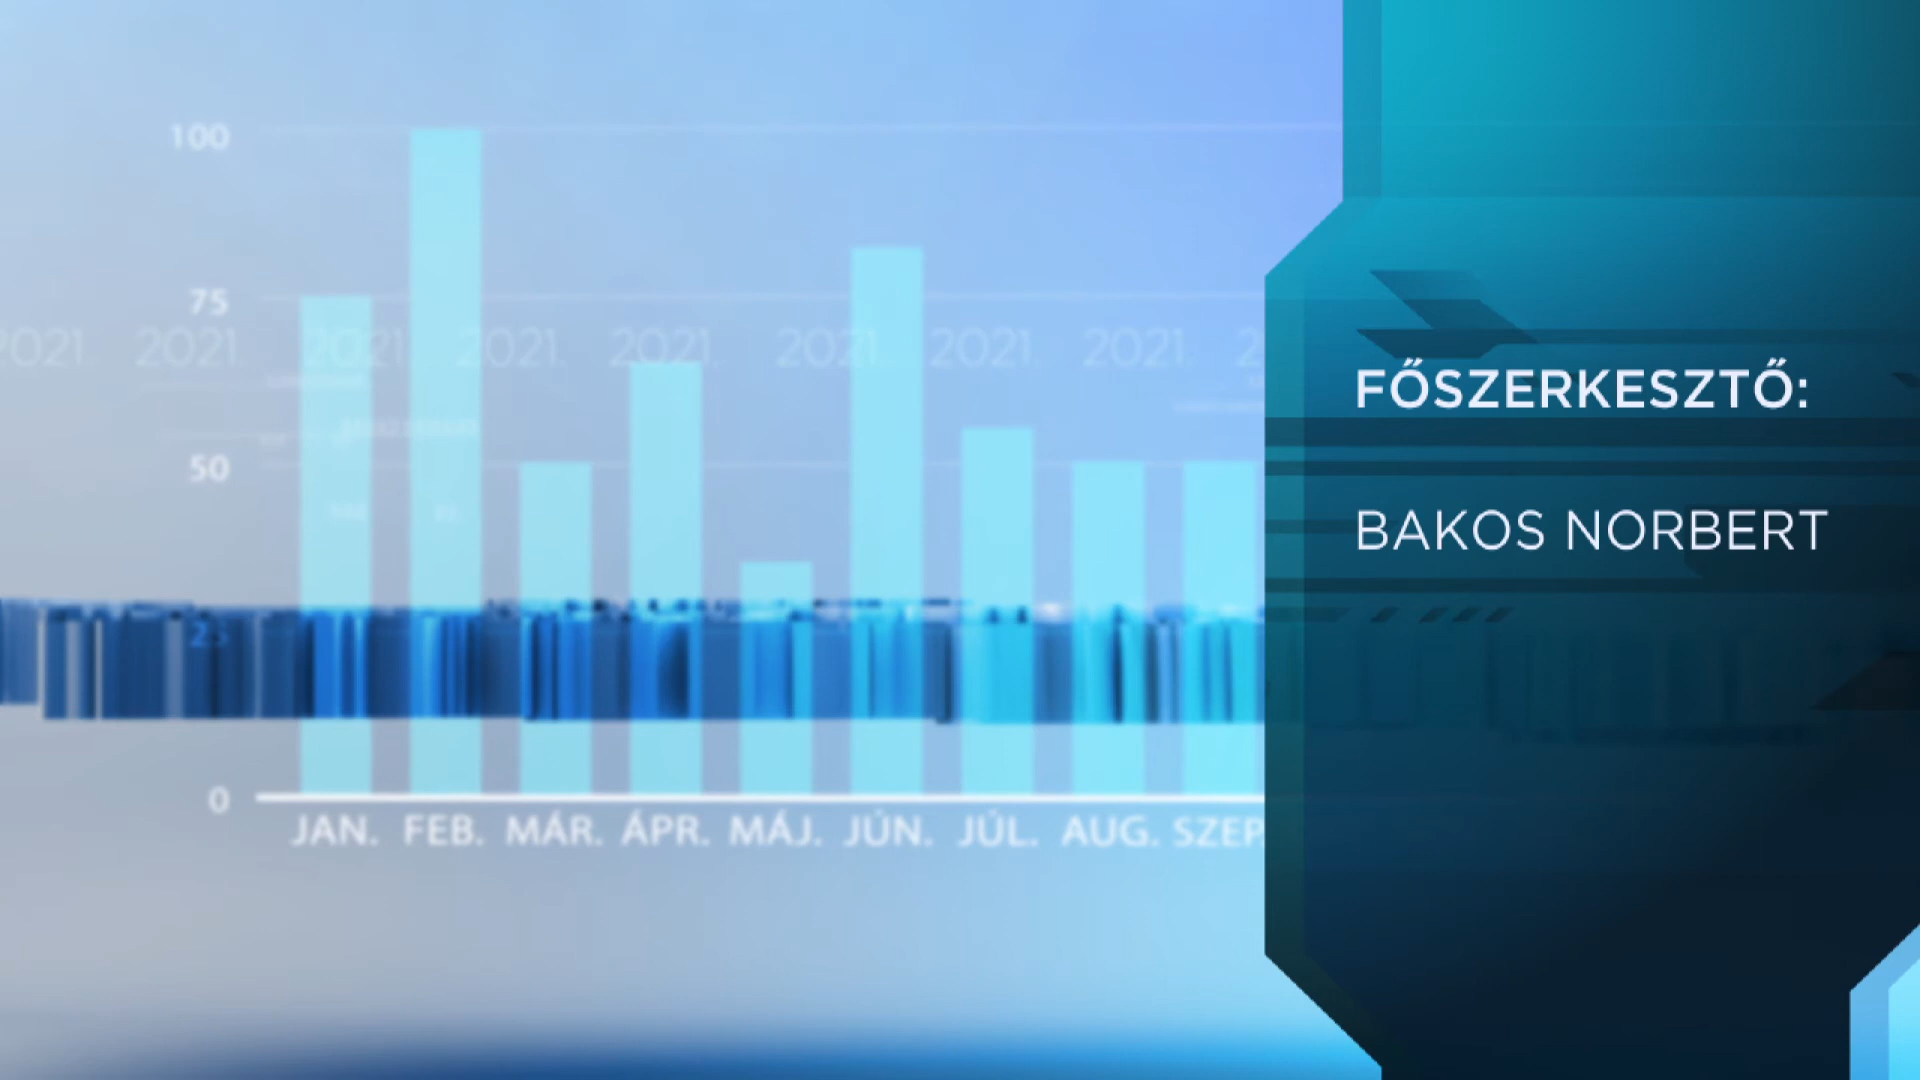 100
75
2021. 2021. 2021. 2021. 2021. 2021. 2021. 2021.
FŐSZERKESZTŐ:
50
BAKOS NORBERT
25
0
JAN. FEB. MÁR. ÁPR. MÁJ. JÚN. JÚL. AUG. SZEP